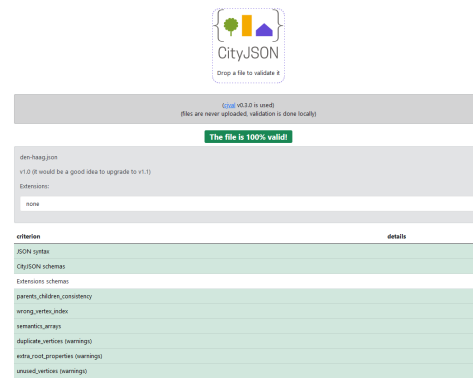 CityJSON
Drop a file to validate it
(cjval v0.3.0 is used)
(files are never uploaded, validation is done locally)
The file is 100% valid!
den-haag.json
v1.0 (it would be a good idea to upgrade to v1.1)
Extensions:
none
criterion details
JSON syntax
CityJSON schemas
Extensions schemas
parents_children_consistency
wrong_vertex_index
semantics_arrays
duplicate_vertices (warnings)
extra_root_properties (warnings)
unused_vertices (warnings)